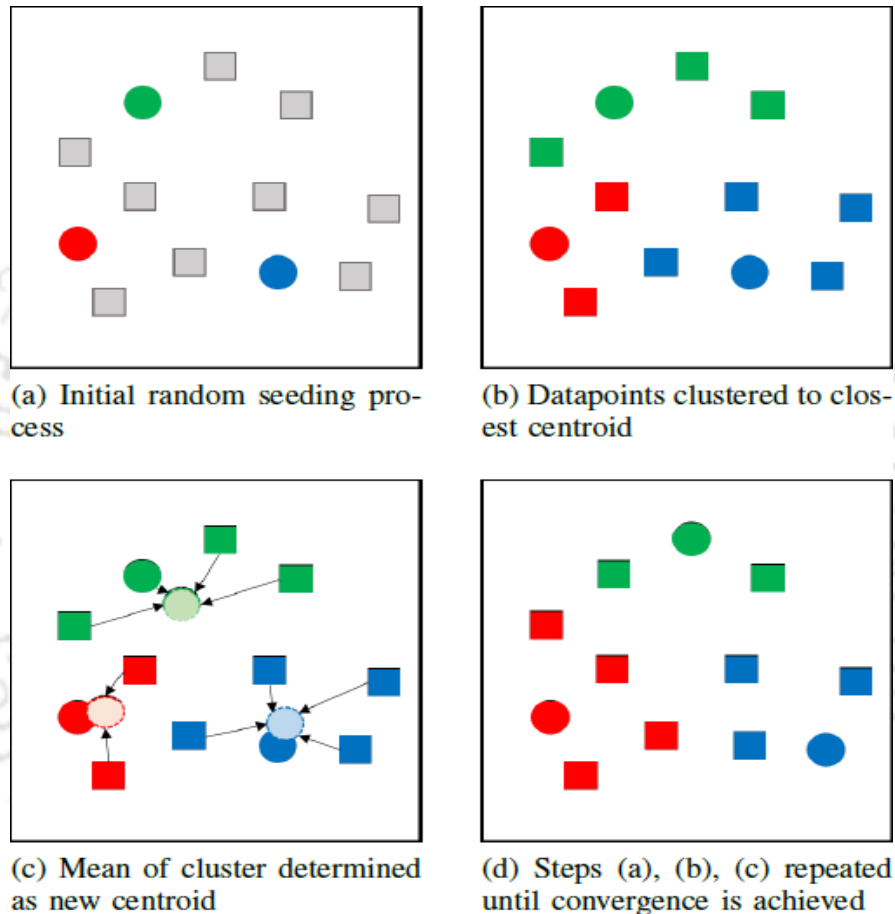 (a) Initial random seeding pro-
cess
(b) Datapoints clustered to clos-
est centroid
(c) Mean of cluster determined
as new centroid
(d) Steps (a), (b), (c) repeated
until convergence is achieved